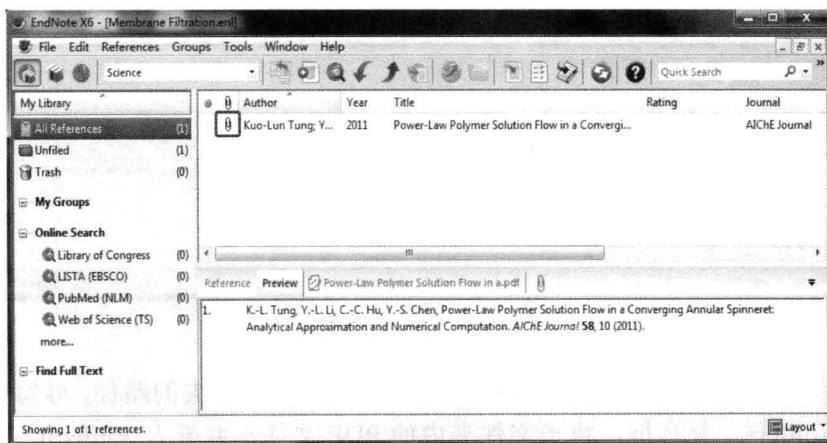 EndNote X6 - [Membrane Filtration.enl]
File Edit References Groups Tools Window Help
Science
Quick Search
My Library
All References (1)
Unfiled (1)
Trash (0)
My Groups
Online Search
Library of Congress (0)
LISTA (EBSCO) (0)
PubMed (NLM) (0)
Web of Science (TS) (0)
more...
Find Full Text
Author Year Title Rating Journal
Kuo-Lun Tung; Y... 2011 Power-Law Polymer Solution Flow in a Convergi... AIChE Journal
Reference Preview Power-Law Polymer Solution Flow in a.pdf
1. K.-L. Tung, Y.-L. Li, C.-C. Hu, Y.-S. Chen, Power-Law Polymer Solution Flow in a Converging Annular Spinneret:
Analytical Approximation and Numerical Computation. AIChE Journal 58, 10 (2011).
Showing 1 of 1 references.
Layout